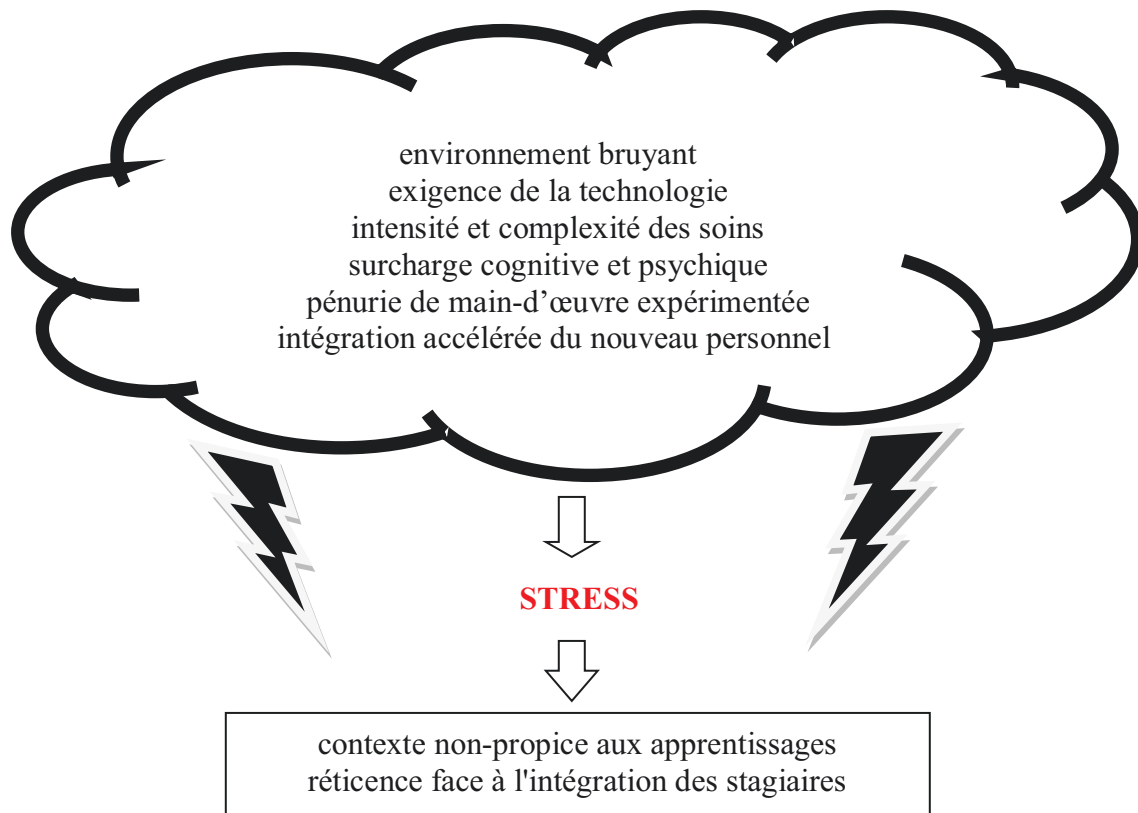 environnement bruyant
exigence de la technologie
intensité et complexité des soins
surcharge cognitive et psychique
pénurie de main-d’œuvre expérimentée
intégration accélérée du nouveau personnel
STRESS
contexte non-propice aux apprentissages
réticence face à l'intégration des stagiaires